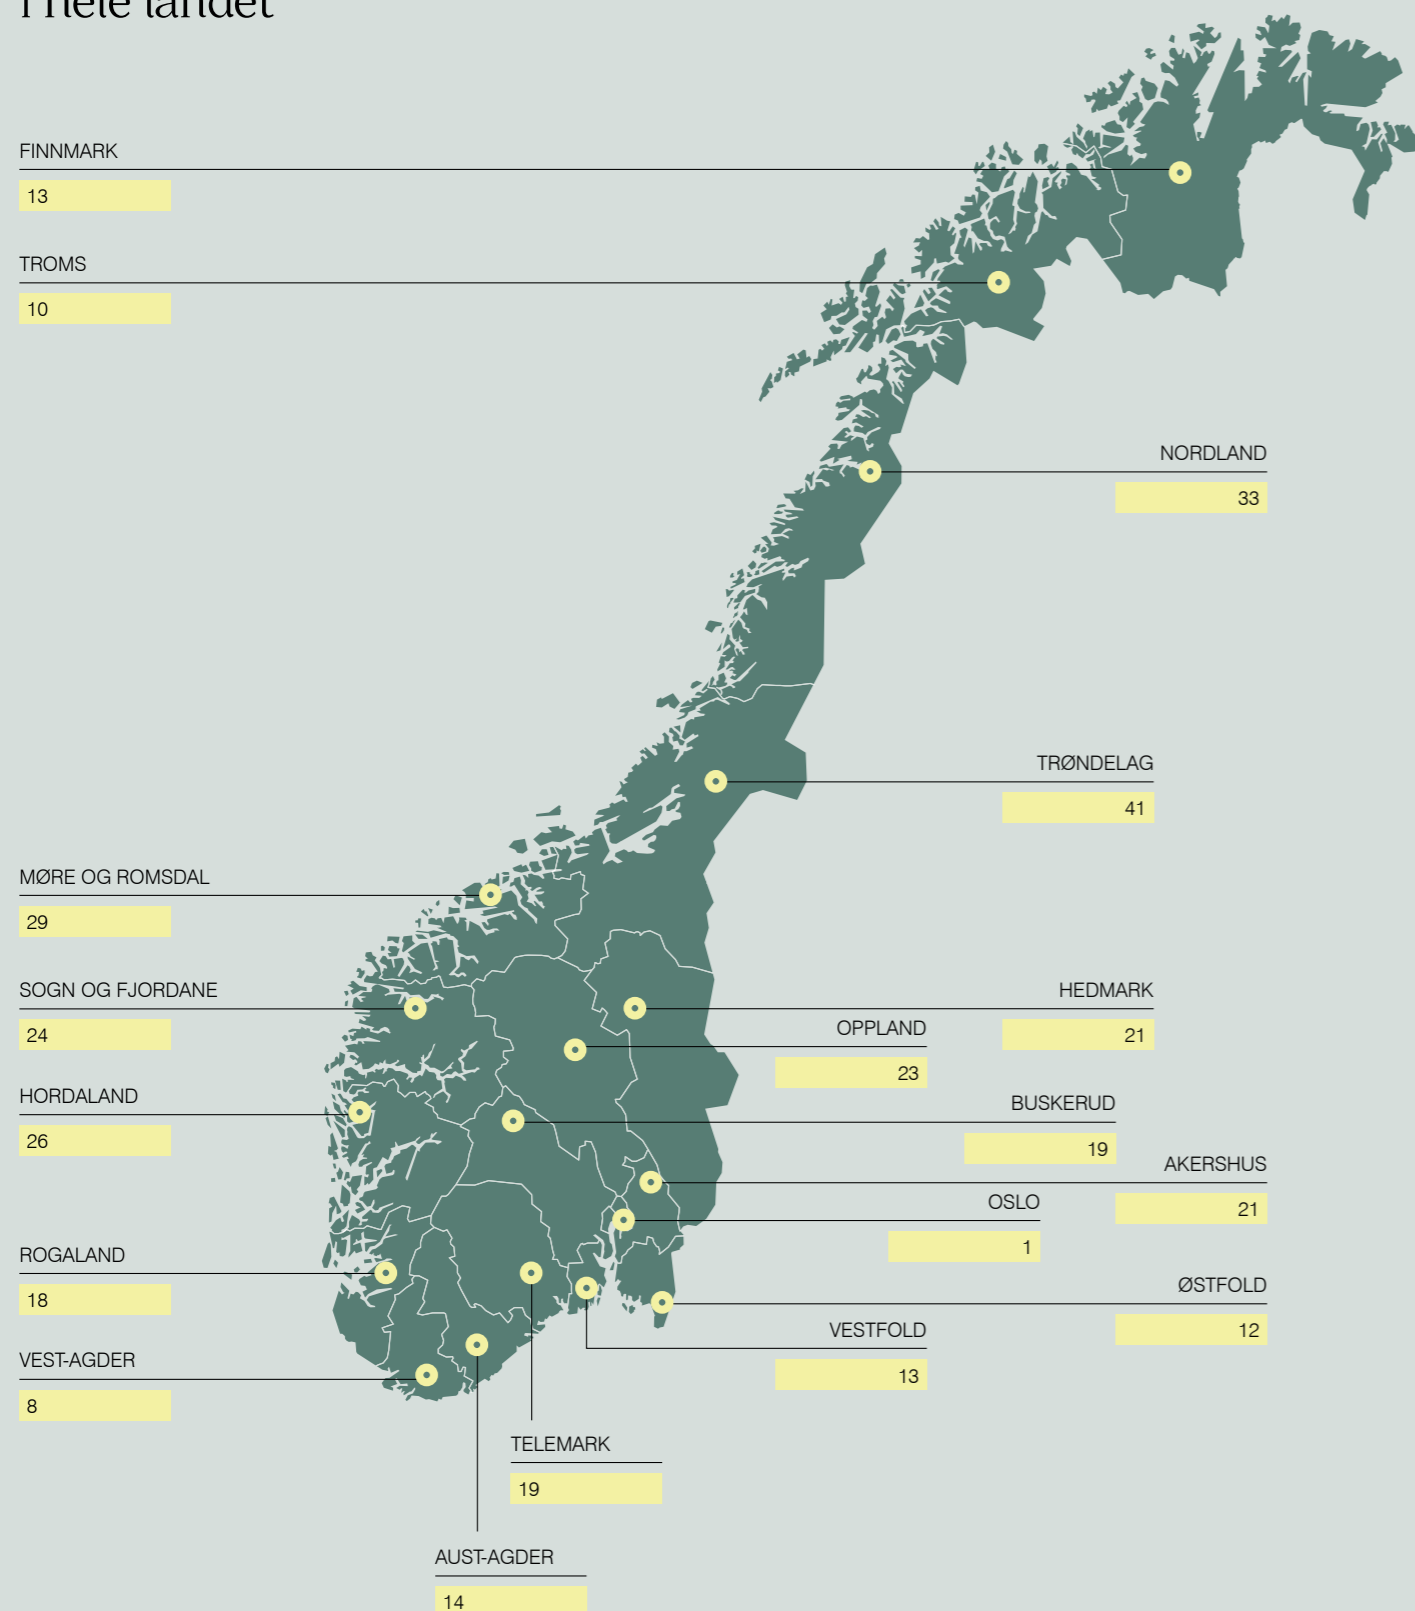 i hele landet
FINNMARK
13
TROMS
10
NORDLAND
33
TRØNDELAG
41
MØRE OG ROMSDAL
29
SOGN OG FJORDANE
24
HEDMARK
21
OPPLAND
23
HORDALAND
26
BUSKERUD
19
AKERSHUS
21
OSLO
1
ROGALAND
18
ØSTFOLD
12
VESTFOLD
13
VEST-AGDER
8
TELEMARK
19
AUST-AGDER
14